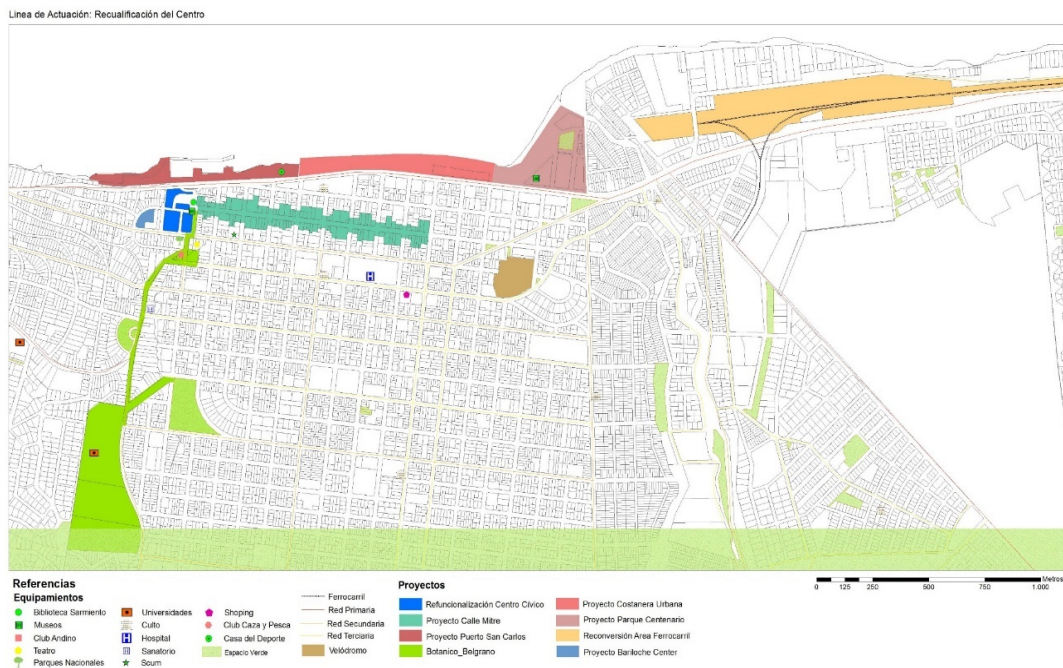 Linea de Actuación: Recualificación del Centro
Referencias
Equipamientos
Biblioteca Sarmiento
Museos
Club Andino
Teatro
Parques Nacionales
Universidades
Culto
Hospital
Sanatorio
Scum
Shoping
Club Caza y Pesca
Casa del Deporte
Espacio Verde
Ferrocarril
Red Primaria
Red Secundaria
Red Terciaria
Velódromo
Proyectos
Refuncionalización Centro Cívico
Proyecto Calle Mitre
Proyecto Puerto San Carlos
Botanico_Belgrano
Proyecto Costanera Urbana
Proyecto Parque Centenario
Reconversión Area Ferrocarril
Proyecto Bariloche Center
Metros
0 125 250 500 750 1.000